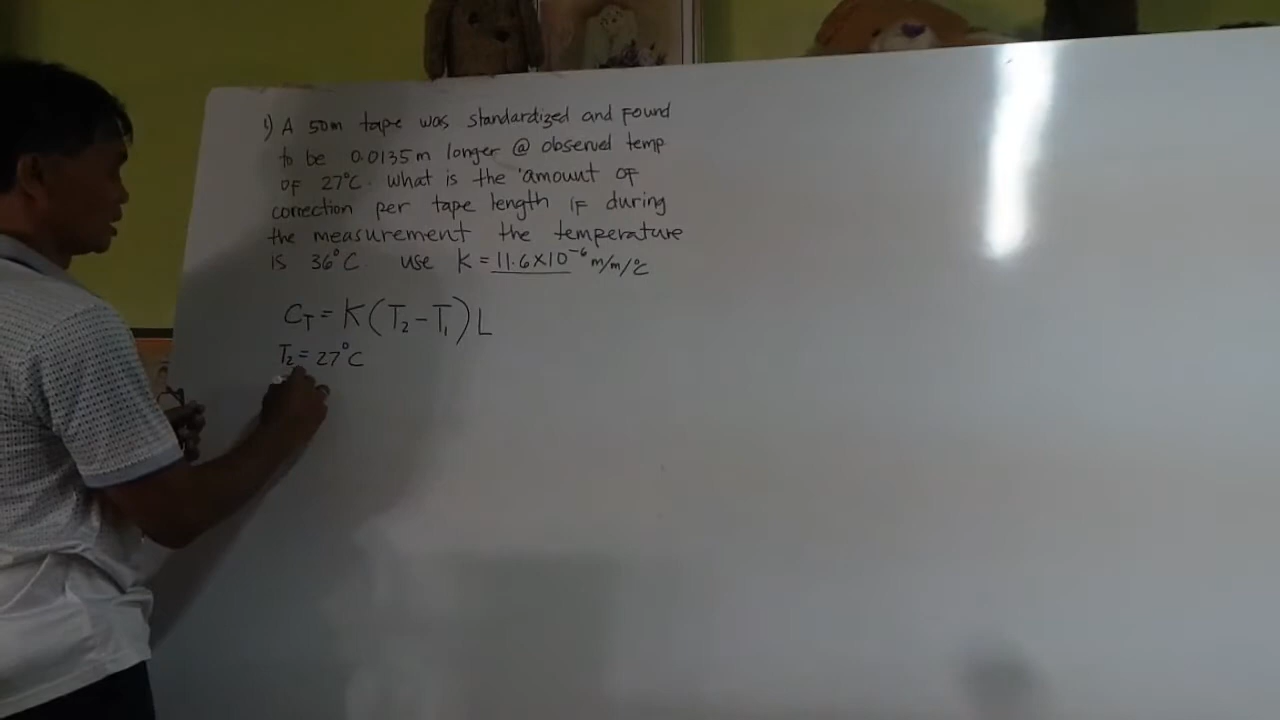 1) A 50m tape was standardized and found
to be 0.0135m longer @ observed temp
of 27°C. What is the amount of
correction per tape length if during
the measurement the temperature
is 36°C. use K = 11.6x10⁻⁶ m/m/°C
C_T = K(T₂-T₁)L
T₂ = 27°C